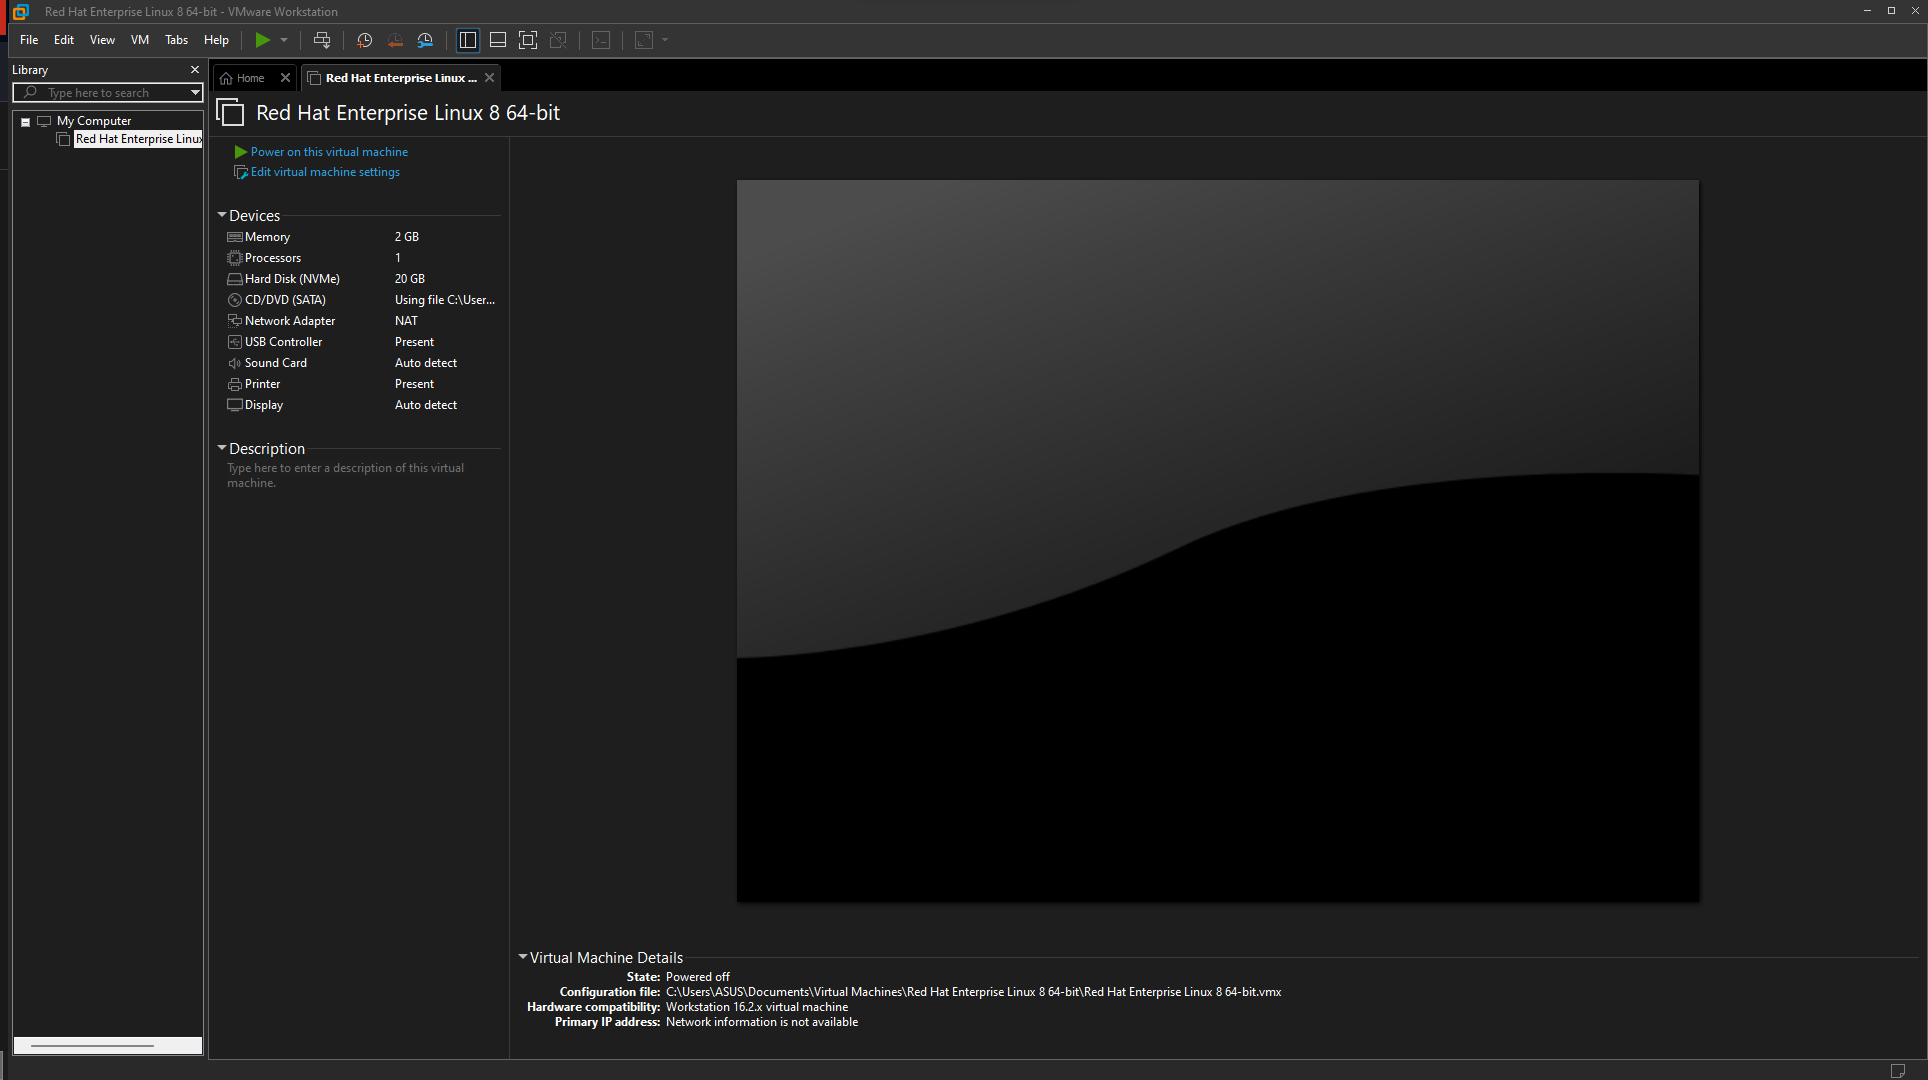 Red Hat Enterprise Linux 8 64-bit - VMware Workstation
File Edit View VM Tabs Help
Library
Type here to search
My Computer
Red Hat Enterprise Linux
Home
Red Hat Enterprise Linux ...
Red Hat Enterprise Linux 8 64-bit
Power on this virtual machine
Edit virtual machine settings
Devices
Memory 2 GB
Processors 1
Hard Disk (NVMe) 20 GB
CD/DVD (SATA) Using file C:\User...
Network Adapter NAT
USB Controller Present
Sound Card Auto detect
Printer Present
Display Auto detect
Description
Type here to enter a description of this virtual
machine.
Virtual Machine Details
State: Powered off
Configuration file: C:\Users\ASUS\Documents\Virtual Machines\Red Hat Enterprise Linux 8 64-bit\Red Hat Enterprise Linux 8 64-bit.vmx
Hardware compatibility: Workstation 16.2.x virtual machine
Primary IP address: Network information is not available